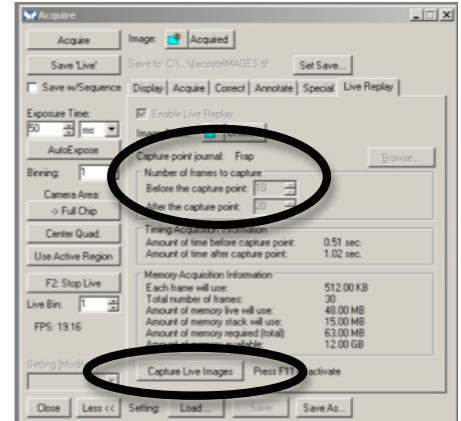 Acquire
Acquire Image: Acquired
Save 'Live' Set Save...
Save w/Sequence Display Acquire Correct Annotate Special Live Replay
Exposure Time: Enable Live Replay
50 ms
AutoExpose Capture point journal: Frap Browse...
Binning: 1 Number of frames to capture
Before the capture point: 10
Camera Area:
-> Full Chip After the capture point: 20
Center Quad. Timing Acquisition Information
Amount of time before capture point: 0.51 sec.
Use Active Region Amount of time after capture point: 1.02 sec.
F2: Stop Live Memory Acquisition Information
Each frame will use: 512.00 KB
Live Bin: 1 Total number of frames: 30
Amount of memory live will use: 48.00 MB
FPS: 19.16 Amount of memory stack will use: 15.00 MB
Amount of memory required (total): 63.00 MB
Amount of memory available: 12.00 GB
Capture Live Images Press F11
Close Less << Setting: Load... Save Save As...